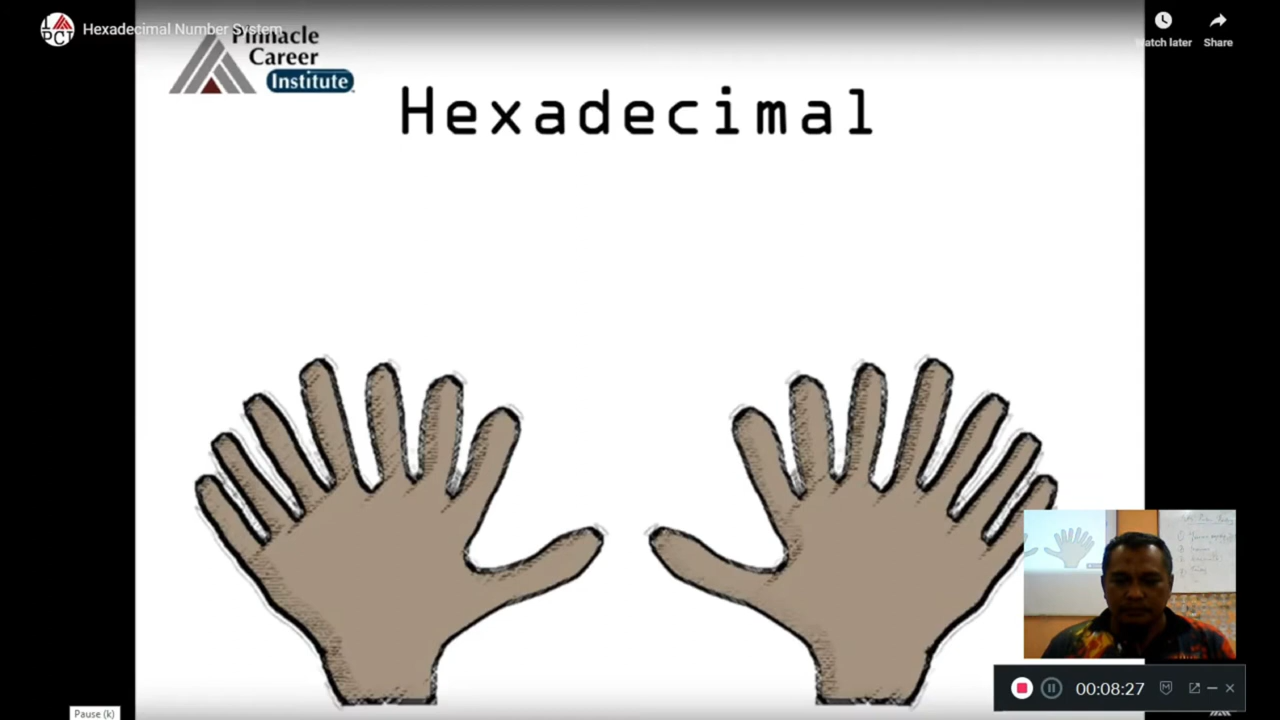 Hexadecimal Number System
Watch later
Share
Pinnacle
Career
Institute
Hexadecimal
00:08:27
Pause (k)